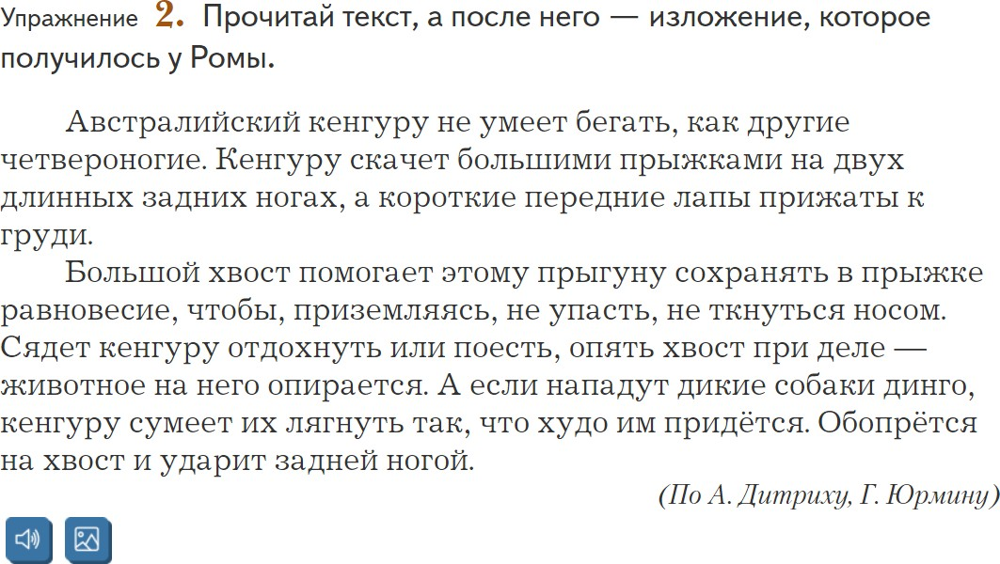 Упражнение 2. Прочитай текст, а после него — изложение, которое
получилось у Ромы.
Австралийский кенгуру не умеет бегать, как другие
четвероногие. Кенгуру скачет большими прыжками на двух
длинных задних ногах, а короткие передние лапы прижаты к
груди.
Большой хвост помогает этому прыгуну сохранять в прыжке
равновесие, чтобы, приземляясь, не упасть, не ткнуться носом.
Сядет кенгуру отдохнуть или поесть, опять хвост при деле —
животное на него опирается. А если нападут дикие собаки динго,
кенгуру сумеет их лягнуть так, что худо им придётся. Обопрётся
на хвост и ударит задней ногой.
(По А. Дитриху, Г. Юрмину)